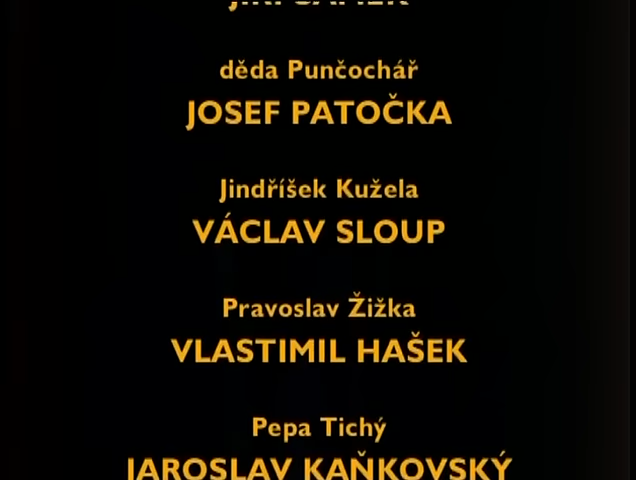 děda Punčochář
JOSEF PATOČKA
Jindříšek Kužela
VÁCLAV SLOUP
Pravoslav Žižka
VLASTIMIL HAŠEK
Pepa Tichý
JAROSLAV KAŇKOVSKÝ